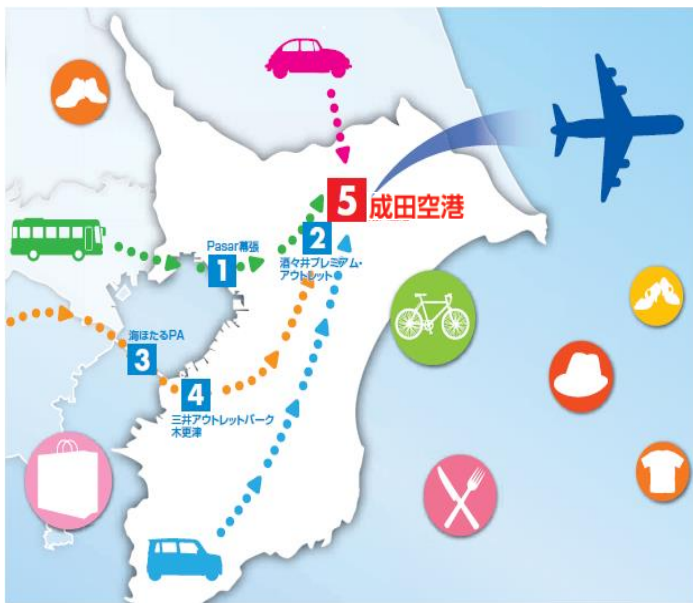 5 成田空港
Pasar幕張
1
2
酒々井プレミアム・
アウトレット
海ほたるPA
3
4
三井アウトレットパーク
木更津